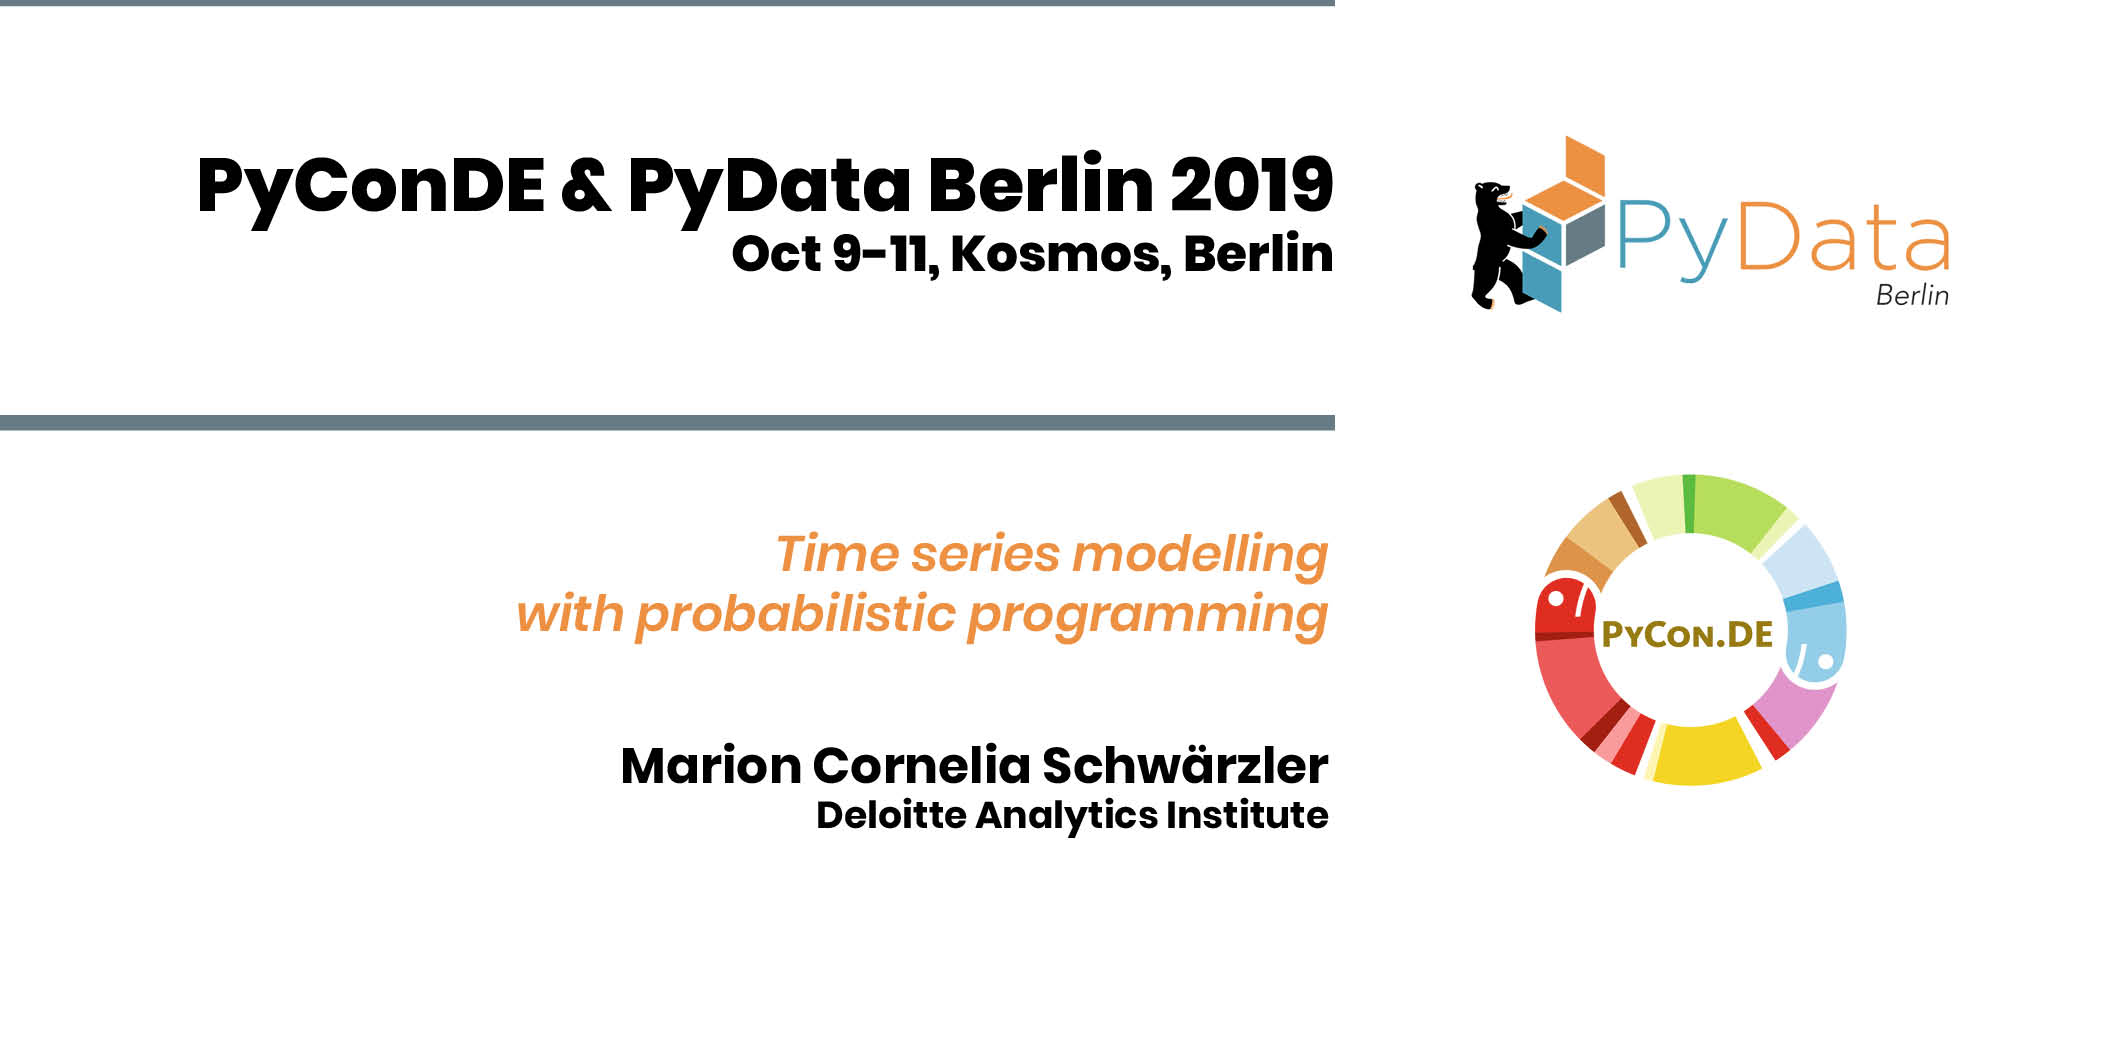 PyConDE & PyData Berlin 2019
Oct 9-11, Kosmos, Berlin
PyData
Berlin
Time series modelling
with probabilistic programming
PyCon.DE
Marion Cornelia Schwärzler
Deloitte Analytics Institute